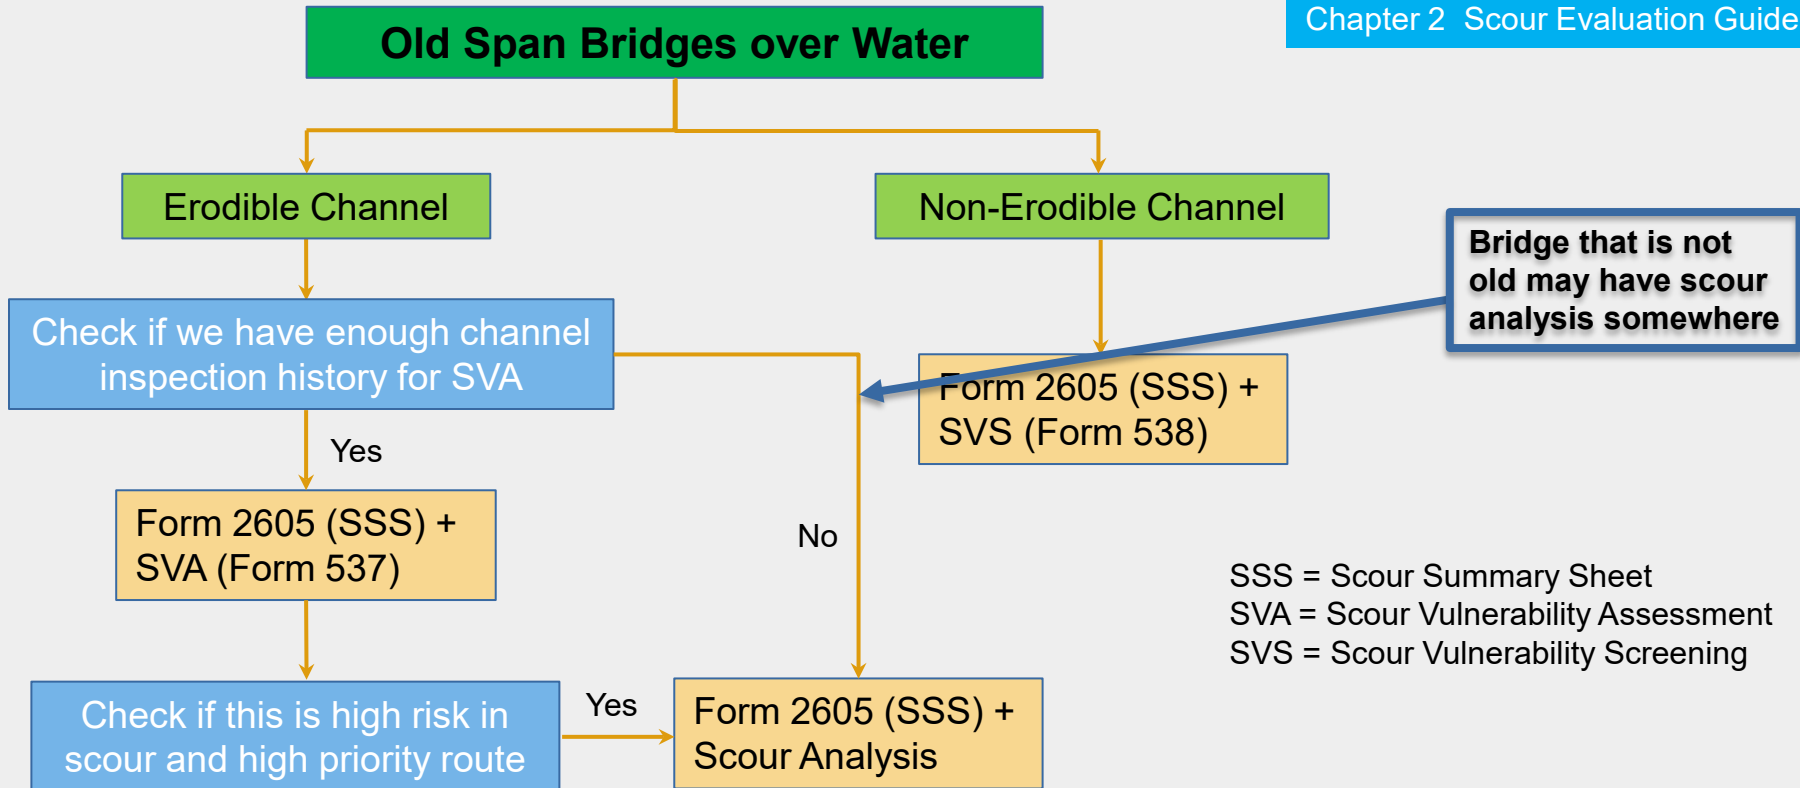 Chapter 2 Scour Evaluation Guide
Old Span Bridges over Water
Erodible Channel
Non-Erodible Channel
Bridge that is not
old may have scour
analysis somewhere
Check if we have enough channel
inspection history for SVA
Form 2605 (SSS) +
SVS (Form 538)
Yes
No
Form 2605 (SSS) +
SVA (Form 537)
SSS = Scour Summary Sheet
SVA = Scour Vulnerability Assessment
SVS = Scour Vulnerability Screening
Check if this is high risk in
scour and high priority route
Yes
Form 2605 (SSS) +
Scour Analysis